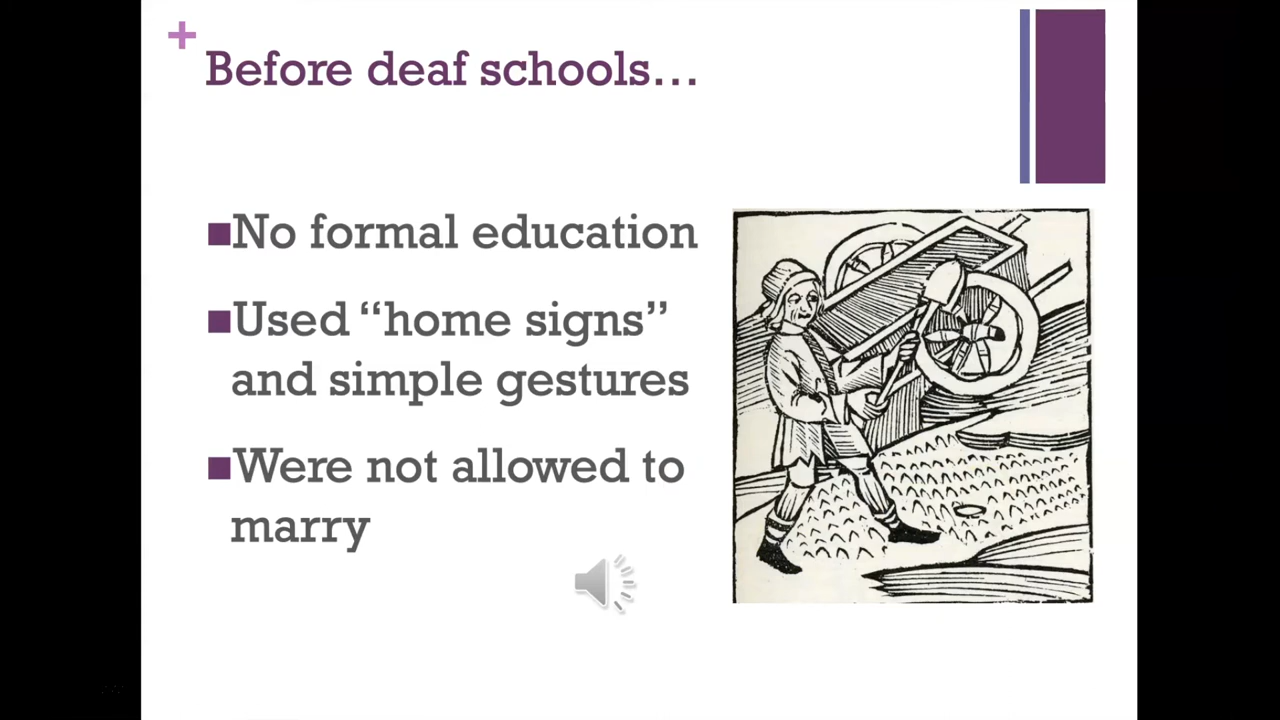 Before deaf schools…
No formal education
Used “home signs”
and simple gestures
Were not allowed to
marry